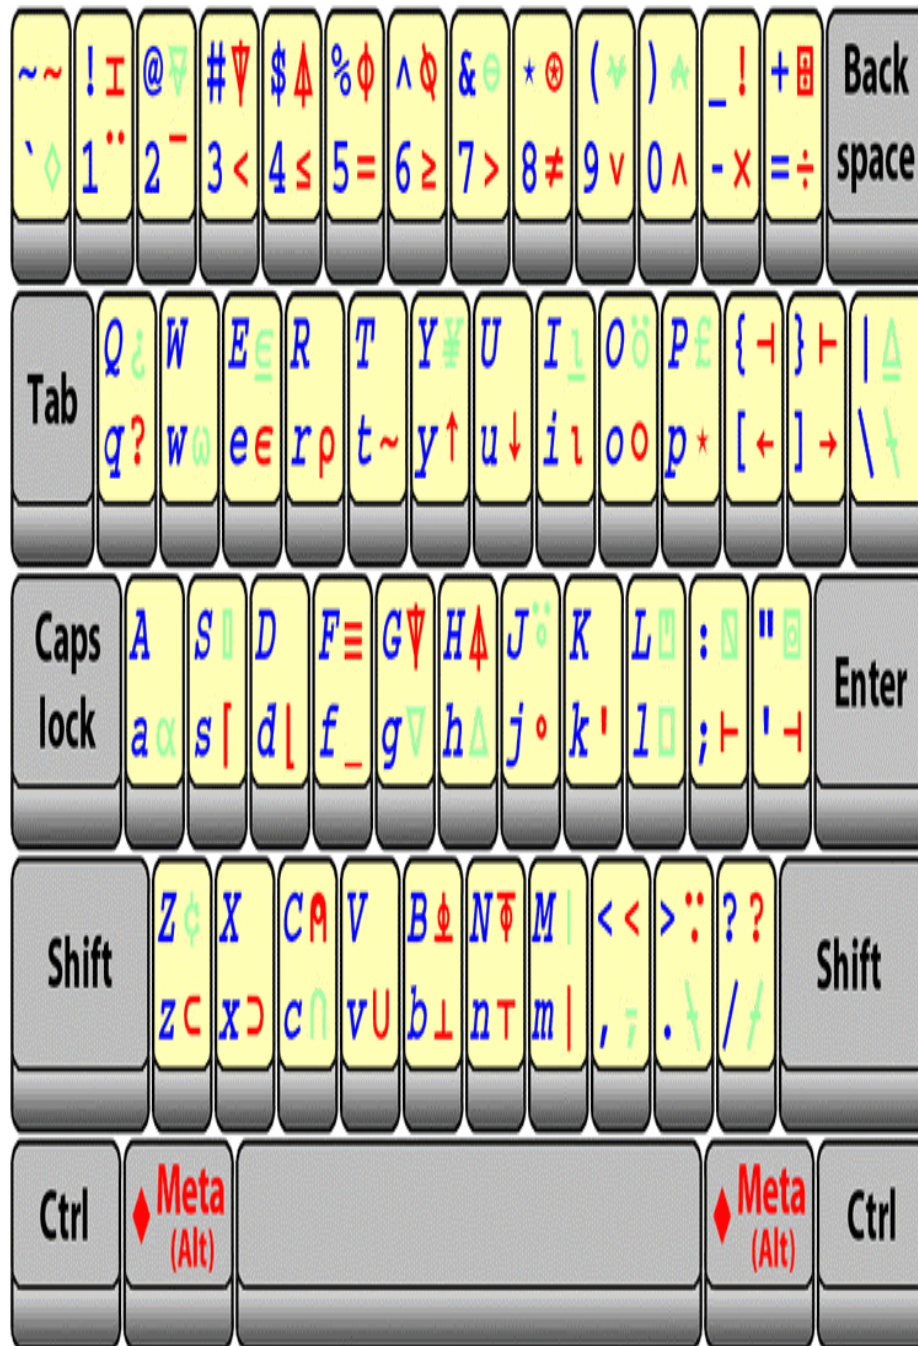 ~ ~ ! ⌶ @ ⍫ # ⍒ $ ⍋ % ⌽ ^ ⍉ & ⊖ * ⍟ ( ⍱ ) ⍲ _ ! + ⌹ Back
` ◊ 1 ¨ 2 ¯ 3 < 4 ≤ 5 = 6 ≥ 7 > 8 ≠ 9 ∨ 0 ∧ - × = ÷ space
Q ¿ W E ⍷ R T Y ¥ U I ⍸ O ö P £ { ⊣ } ⊢ | ⍙
Tab
q ? w ω e ∊ r ⍴ t ~ y ↑ u ↓ i ⍳ o ○ p ⋆ [ ← ] → \ ⍀
Caps A S ⌷ D F ≡ G ⍒ H ⍋ J ⍤ K L ⍞ : ⍂ " ⌻
Enter
lock a ⍺ s ⌈ d ⌊ f _ g ∇ h ∆ j ∘ k ' l ⎕ ; ⊢ ' ⊣
Z ¢ X C ⍝ V B ⍎ N ⍕ M | < < > ⍡ ? ?
Shift Shift
z ⊂ x ⊃ c ∩ v ∪ b ⊥ n ⊤ m | , ⍪ . ⍀ / ⌿
Ctrl ♦ Meta ♦ Meta Ctrl
(Alt) (Alt)